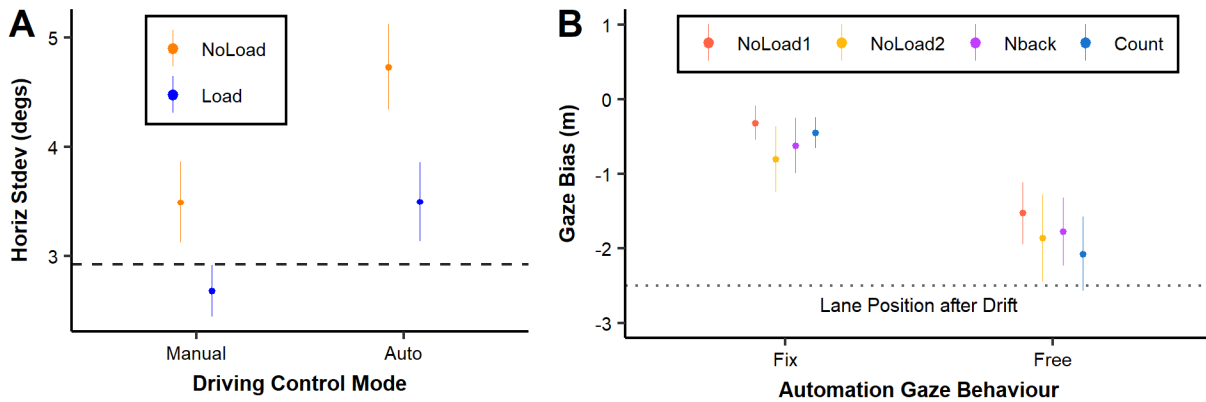 A
Horiz Stdev (degs)
5
4
3
NoLoad
Load
Manual
Auto
Driving Control Mode
B
Gaze Bias (m)
1
0
-1
-2
-3
NoLoad1
NoLoad2
Nback
Count
Lane Position after Drift
Fix
Free
Automation Gaze Behaviour